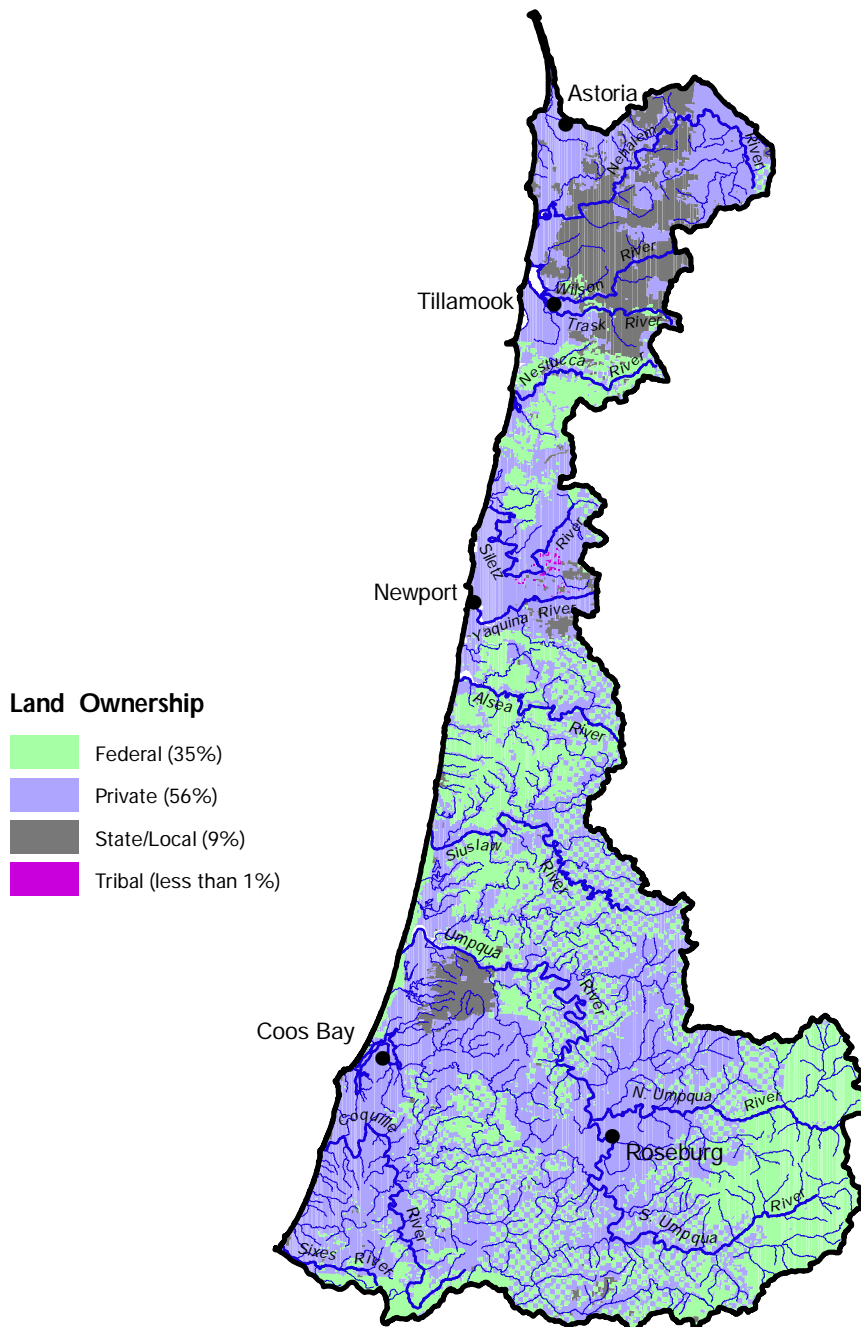 Astoria
Nehalem
River
River
Wilson
Tillamook
Trask River
Nestucca River
River
Siletz
Newport
Yaquina River
Land Ownership
Alsea
River
Federal (35%)
Private (56%)
State/Local (9%)
Siuslaw
River
Tribal (less than 1%)
Umpqua
River
Coos Bay
N. Umpqua
River
Coquille
Roseburg
River
S. Umpqua
River
Sixes River